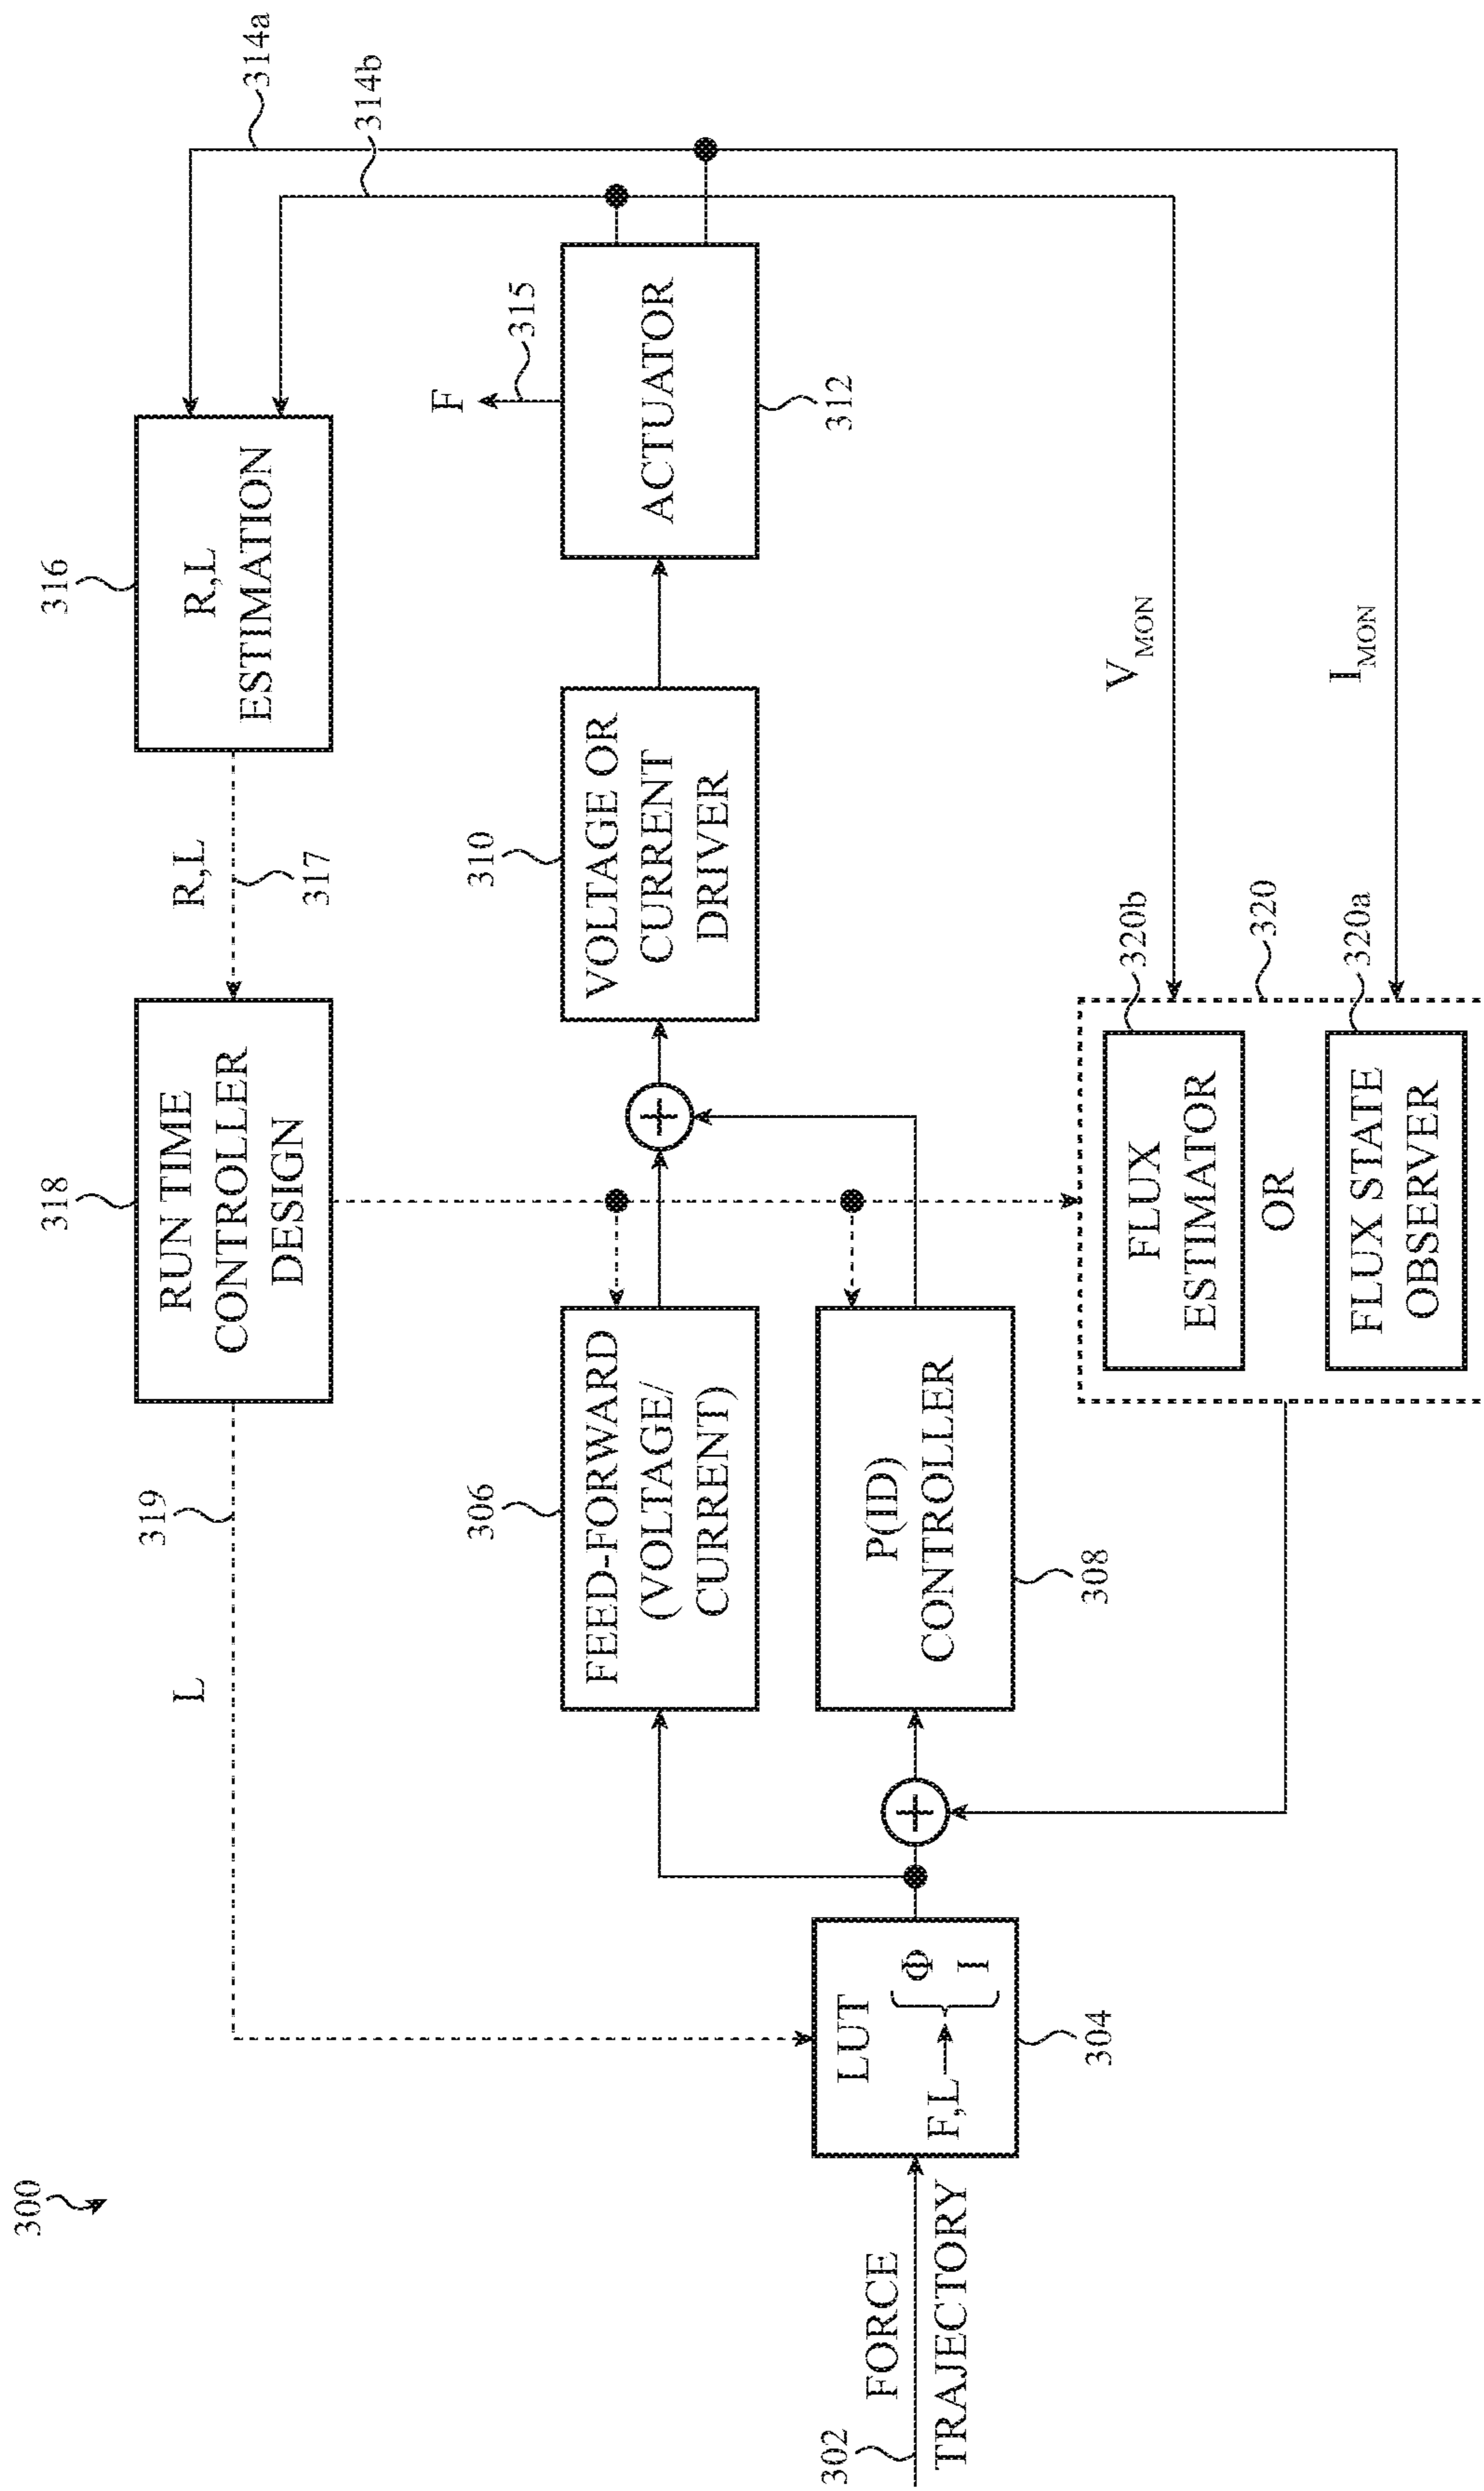 300
302
FORCE
TRAJECTORY
LUT
F,L
Φ
I
304
L
319
306
FEED-FORWARD
(VOLTAGE/
CURRENT)
P(ID)
CONTROLLER
308
318
RUN TIME
CONTROLLER
DESIGN
R,L
317
316
R,L
ESTIMATION
310
VOLTAGE OR
CURRENT
DRIVER
F
315
ACTUATOR
312
314a
314b
V MON
I MON
320b
320
320a
FLUX
ESTIMATOR
OR
FLUX STATE
OBSERVER